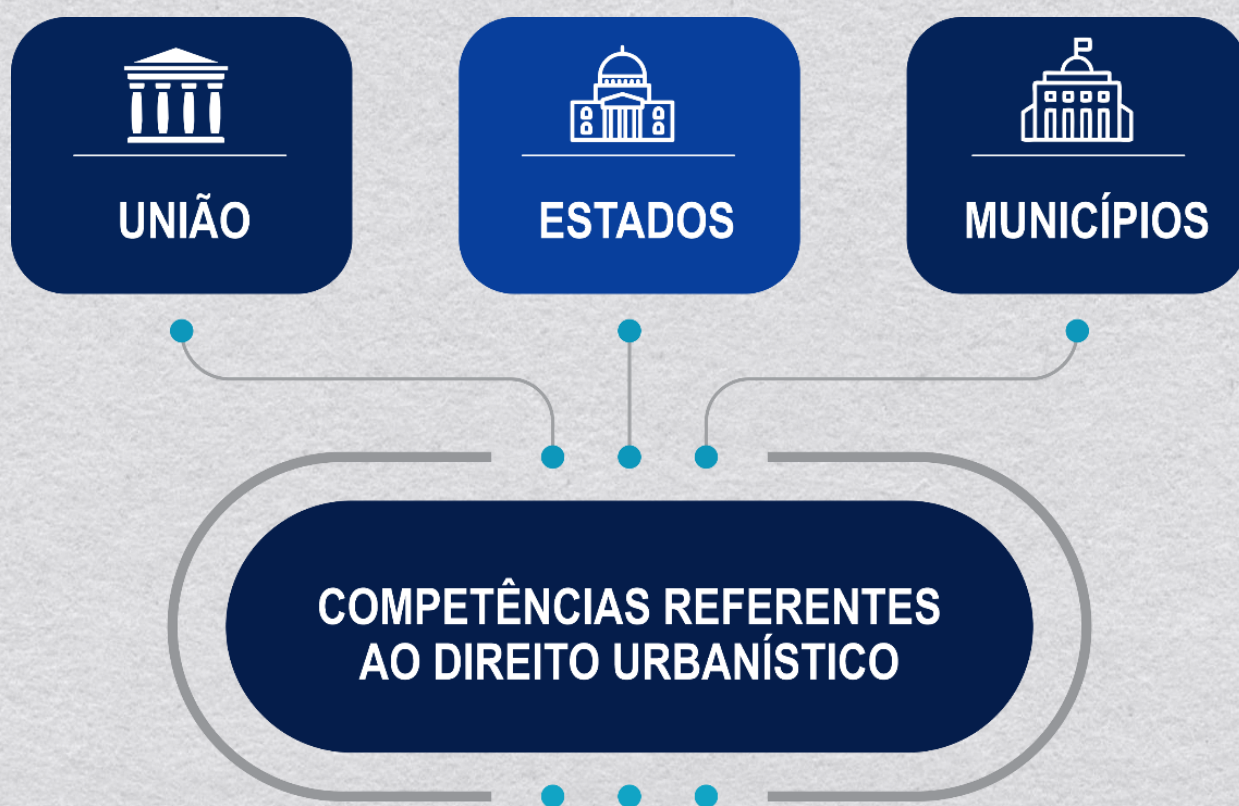 UNIÃO
ESTADOS
MUNICÍPIOS
COMPETÊNCIAS REFERENTES
AO DIREITO URBANÍSTICO